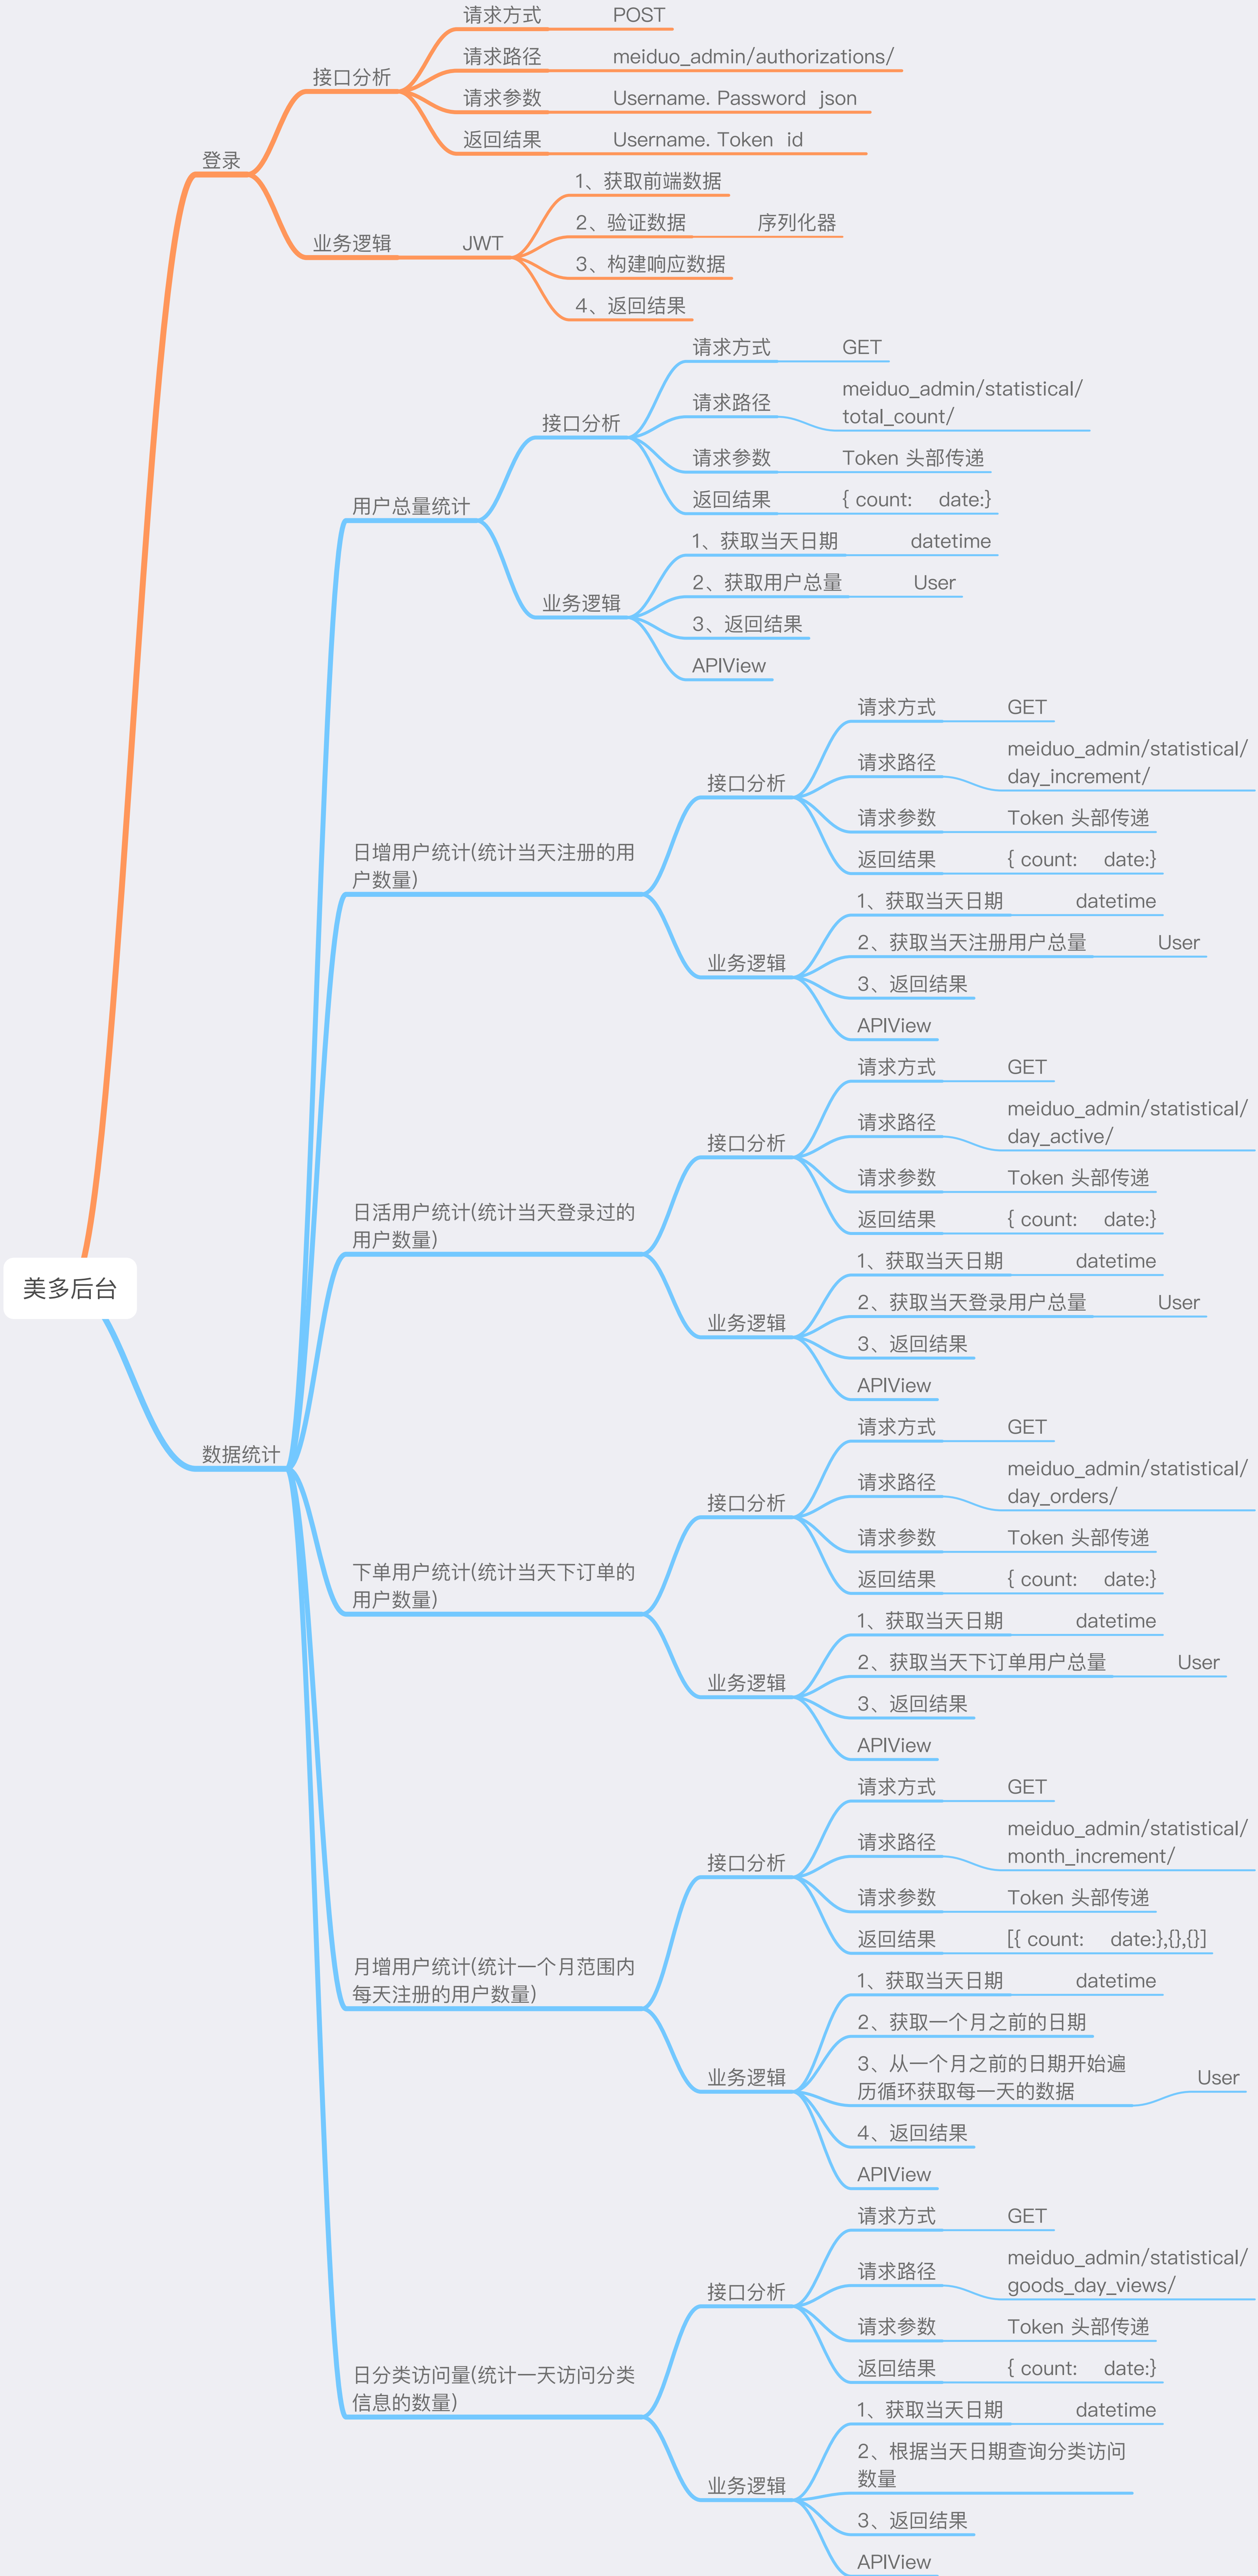 美多后台
登录
接口分析
请求方式
POST
请求路径
meiduo_admin/authorizations/
请求参数
Username. Password  json
返回结果
Username. Token  id
业务逻辑
JWT
1、获取前端数据
2、验证数据
序列化器
3、构建响应数据
4、返回结果
数据统计
用户总量统计
接口分析
请求方式
GET
请求路径
meiduo_admin/statistical/
total_count/
请求参数
Token 头部传递
返回结果
{ count:    date:}
业务逻辑
1、获取当天日期
datetime
2、获取用户总量
User
3、返回结果
APIView
日增用户统计(统计当天注册的用
户数量)
接口分析
请求方式
GET
请求路径
meiduo_admin/statistical/
day_increment/
请求参数
Token 头部传递
返回结果
{ count:    date:}
业务逻辑
1、获取当天日期
datetime
2、获取当天注册用户总量
User
3、返回结果
APIView
日活用户统计(统计当天登录过的
用户数量)
接口分析
请求方式
GET
请求路径
meiduo_admin/statistical/
day_active/
请求参数
Token 头部传递
返回结果
{ count:    date:}
业务逻辑
1、获取当天日期
datetime
2、获取当天登录用户总量
User
3、返回结果
APIView
下单用户统计(统计当天下订单的
用户数量)
接口分析
请求方式
GET
请求路径
meiduo_admin/statistical/
day_orders/
请求参数
Token 头部传递
返回结果
{ count:    date:}
业务逻辑
1、获取当天日期
datetime
2、获取当天下订单用户总量
User
3、返回结果
APIView
月增用户统计(统计一个月范围内
每天注册的用户数量)
接口分析
请求方式
GET
请求路径
meiduo_admin/statistical/
month_increment/
请求参数
Token 头部传递
返回结果
[{ count:    date:},{},{}]
业务逻辑
1、获取当天日期
datetime
2、获取一个月之前的日期
3、从一个月之前的日期开始遍
历循环获取每一天的数据
User
4、返回结果
APIView
日分类访问量(统计一天访问分类
信息的数量)
接口分析
请求方式
GET
请求路径
meiduo_admin/statistical/
goods_day_views/
请求参数
Token 头部传递
返回结果
{ count:    date:}
业务逻辑
1、获取当天日期
datetime
2、根据当天日期查询分类访问
数量
3、返回结果
APIView